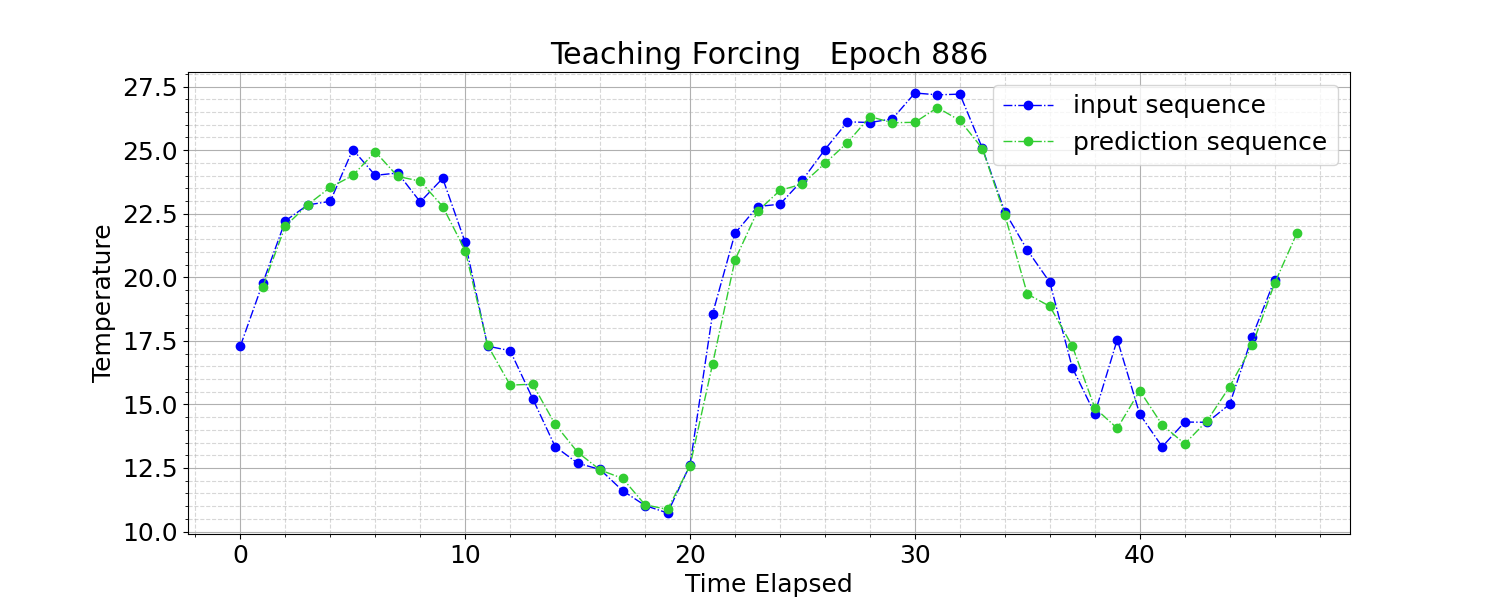 Teaching Forcing   Epoch 886
27.5
25.0
22.5
20.0
17.5
15.0
12.5
10.0
Temperature
input sequence
prediction sequence
0 10 20 30 40
Time Elapsed